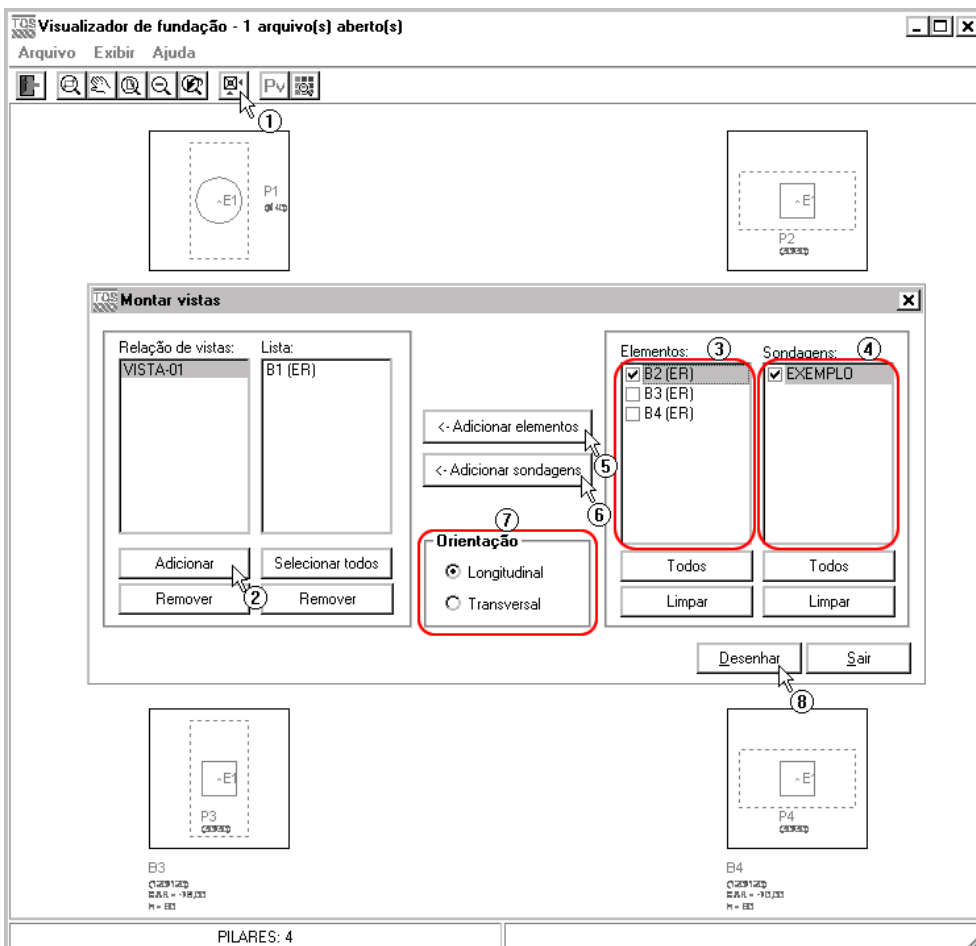 TQS Visualizador de fundação - 1 arquivo(s) aberto(s)
Arquivo Exibir Ajuda
Pv
1
E1
P1
E1
P2
TQS Montar vistas
Relação de vistas: Lista:
VISTA-01
B1 (ER)
Elementos: 3 Sondagens: 4
B2 (ER)
B3 (ER)
B4 (ER)
EXEMPLO
<- Adicionar elementos
5
<- Adicionar sondagens
6
7
Orientação
Longitudinal
Transversal
Adicionar Selecionar todos
2
Remover Remover
Todos Todos
Limpar Limpar
Desenhar Sair
8
E1
P3
E1
P4
B3
B4
PILARES: 4